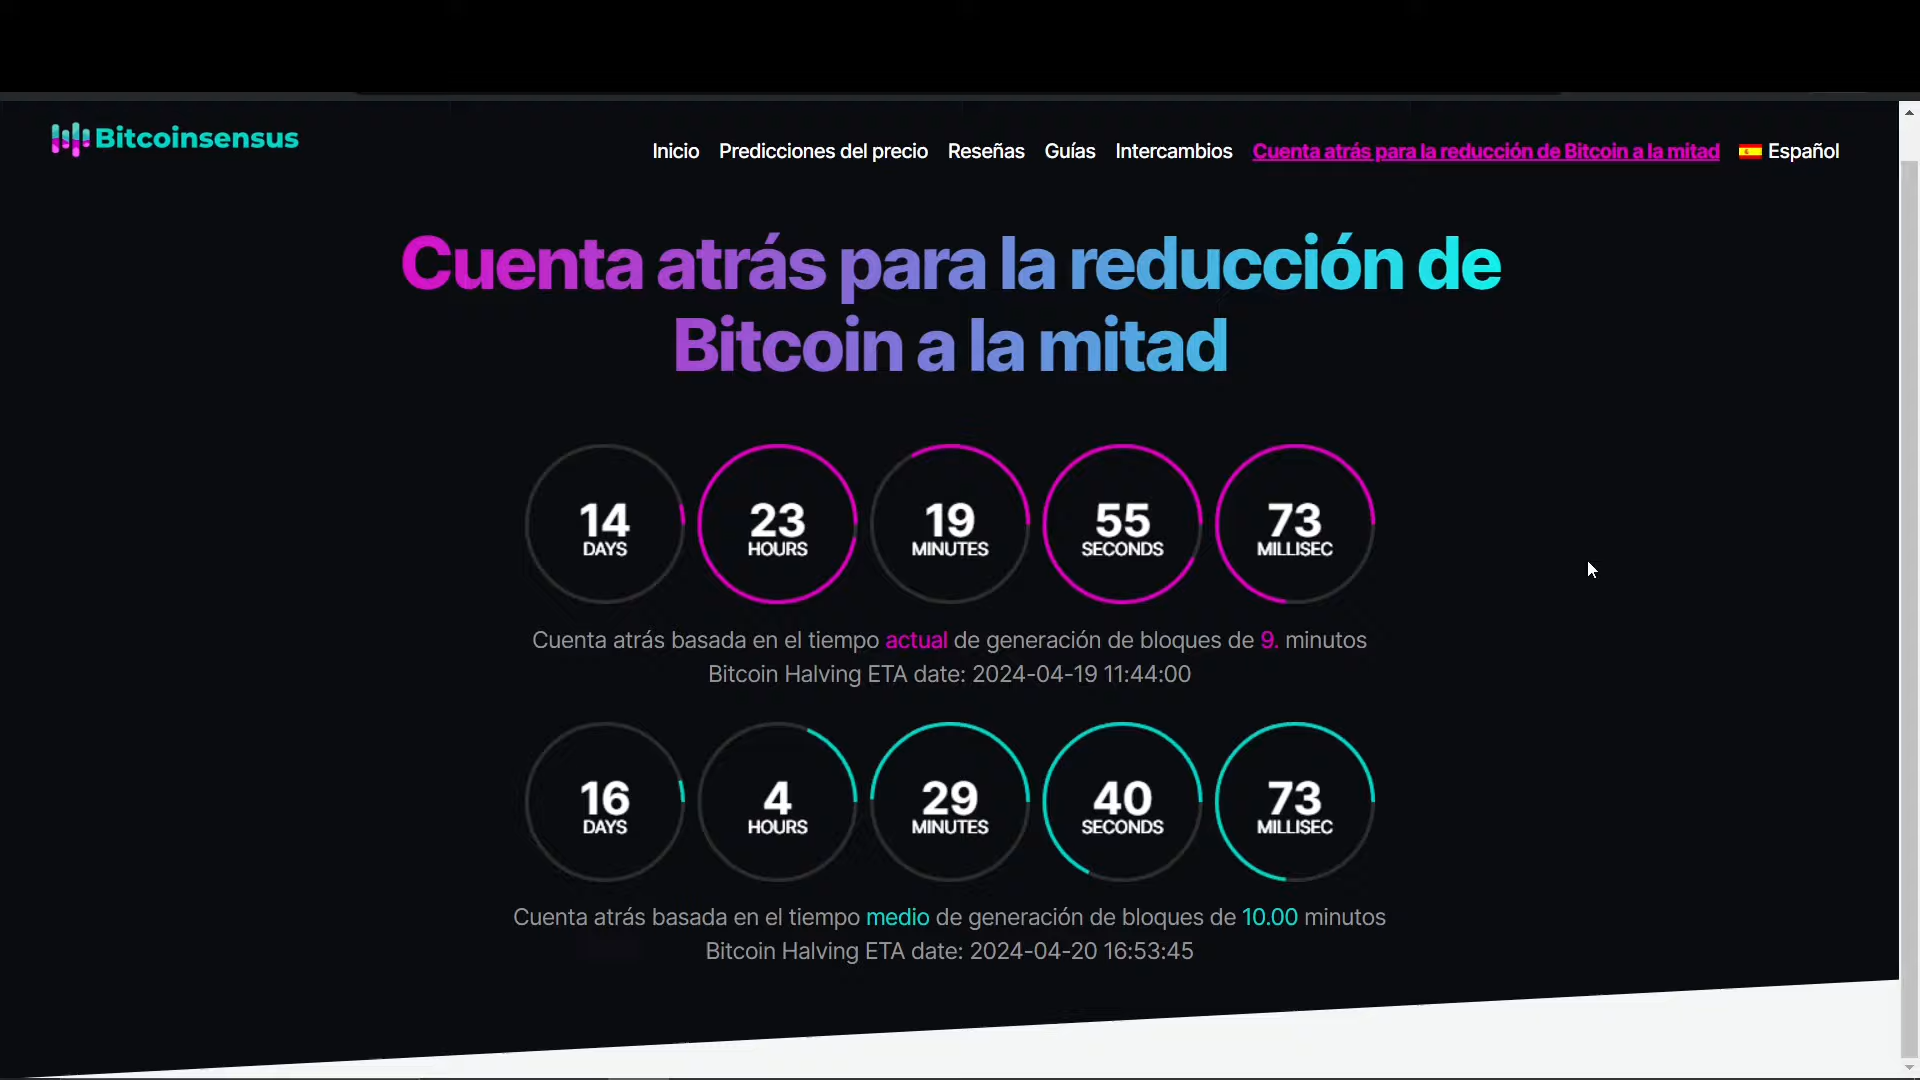 Bitcoinsensus
Inicio Predicciones del precio Reseñas Guías Intercambios Cuenta atrás para la reducción de Bitcoin a la mitad Español
Cuenta atrás para la reducción de
Bitcoin a la mitad
14 23 19 55 73
DAYS HOURS MINUTES SECONDS MILLISEC
Cuenta atrás basada en el tiempo actual de generación de bloques de 9. minutos
Bitcoin Halving ETA date: 2024-04-19 11:44:00
16 4 29 40 73
DAYS HOURS MINUTES SECONDS MILLISEC
Cuenta atrás basada en el tiempo medio de generación de bloques de 10.00 minutos
Bitcoin Halving ETA date: 2024-04-20 16:53:45